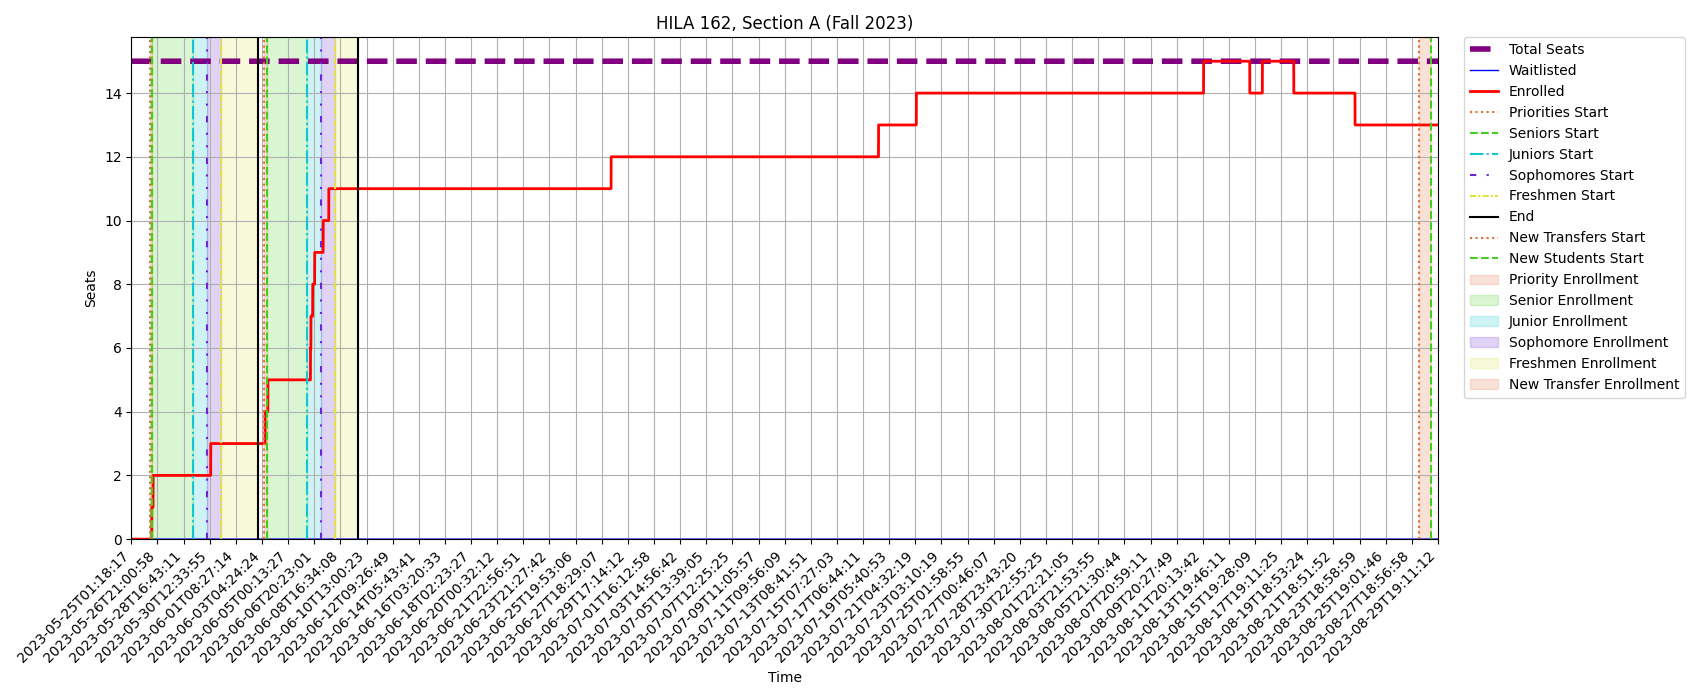 HILA 162, Section A (Fall 2023)
Seats
14
12
10
8
6
4
2
0
2023-05-25T01:18:17
2023-05-26T21:00:58
2023-05-28T16:43:11
2023-05-30T12:33:55
2023-06-01T08:27:14
2023-06-03T04:24:24
2023-06-05T00:13:27
2023-06-06T20:23:01
2023-06-08T16:34:08
2023-06-10T13:00:23
2023-06-12T09:26:49
2023-06-14T05:43:41
2023-06-16T03:20:33
2023-06-18T02:23:27
2023-06-20T00:32:12
2023-06-21T22:56:51
2023-06-23T21:27:42
2023-06-25T19:53:06
2023-06-27T18:29:07
2023-06-29T17:14:12
2023-07-01T16:12:58
2023-07-03T14:56:42
2023-07-05T13:39:05
2023-07-07T12:25:25
2023-07-09T11:05:57
2023-07-11T09:56:09
2023-07-13T08:41:51
2023-07-15T07:27:03
2023-07-17T06:44:11
2023-07-19T05:40:53
2023-07-21T04:32:19
2023-07-23T03:10:19
2023-07-25T01:58:55
2023-07-27T00:46:07
2023-07-28T23:43:20
2023-07-30T22:55:25
2023-08-01T22:21:05
2023-08-03T21:53:55
2023-08-05T21:30:44
2023-08-07T20:59:11
2023-08-09T20:27:49
2023-08-11T20:13:42
2023-08-13T19:46:11
2023-08-15T19:28:09
2023-08-17T19:11:25
2023-08-19T18:53:24
2023-08-21T18:51:52
2023-08-23T18:58:59
2023-08-25T19:01:46
2023-08-27T18:56:58
2023-08-29T19:11:12
Time
Total Seats
Waitlisted
Enrolled
Priorities Start
Seniors Start
Juniors Start
Sophomores Start
Freshmen Start
End
New Transfers Start
New Students Start
Priority Enrollment
Senior Enrollment
Junior Enrollment
Sophomore Enrollment
Freshmen Enrollment
New Transfer Enrollment